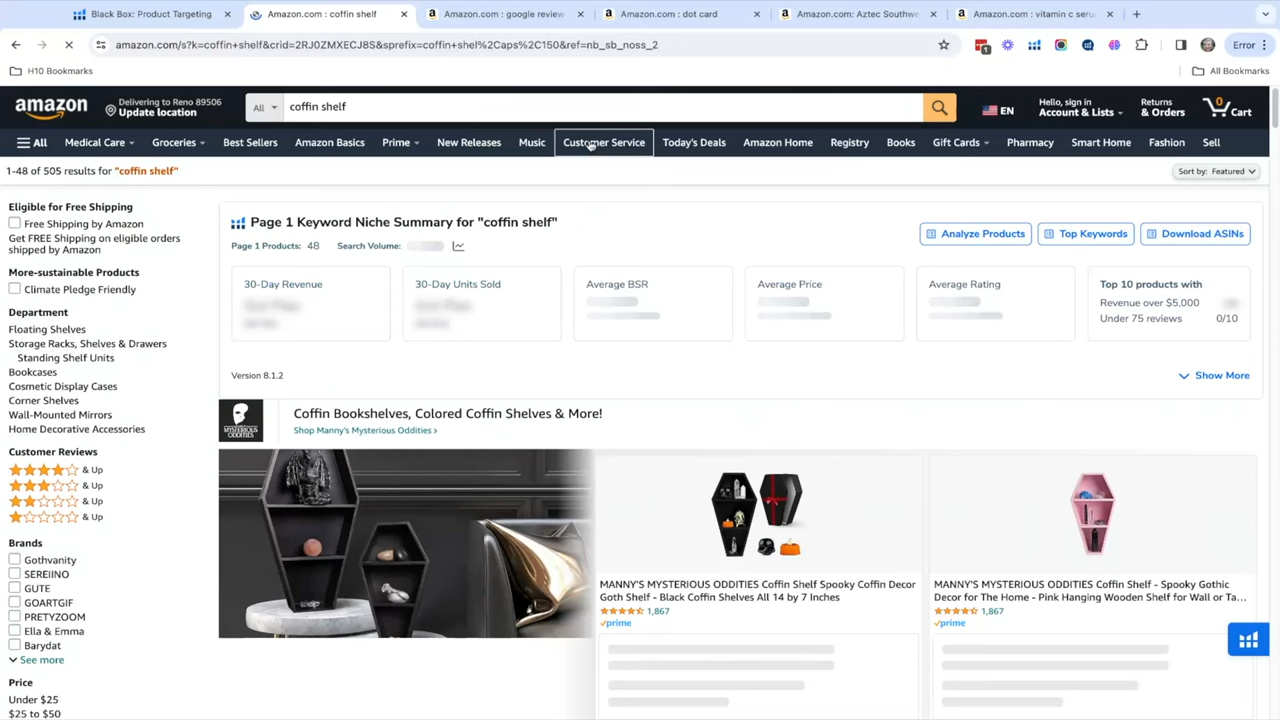 Black Box: Product Targeting
Amazon.com : coffin shelf
Amazon.com : google review
Amazon.com : dot card
Amazon.com: Aztec Southwe
Amazon.com : vitamin c seru
amazon.com/s?k=coffin+shelf&crid=2RJ0ZMXECJ8S&sprefix=coffin+shel%2Caps%2C150&ref=nb_sb_noss_2
1
Error
H10 Bookmarks
All Bookmarks
amazon
Delivering to Reno 89506
Update location
All
coffin shelf
EN
Hello, sign in
Account & Lists
Returns
& Orders
0
Cart
All
Medical Care
Groceries
Best Sellers
Amazon Basics
Prime
New Releases
Music
Customer Service
Today's Deals
Amazon Home
Registry
Books
Gift Cards
Pharmacy
Smart Home
Fashion
Sell
1-48 of 505 results for "coffin shelf"
Sort by: Featured
Eligible for Free Shipping
Free Shipping by Amazon
Get FREE Shipping on eligible orders
shipped by Amazon
More-sustainable Products
Climate Pledge Friendly
Department
Floating Shelves
Storage Racks, Shelves & Drawers
Standing Shelf Units
Bookcases
Cosmetic Display Cases
Corner Shelves
Wall-Mounted Mirrors
Home Decorative Accessories
Customer Reviews
& Up
& Up
& Up
& Up
Brands
Gothvanity
SEREIINO
GUTE
GOARTGIF
PRETYZOOM
Ella & Emma
Barydat
See more
Price
Under $25
$25 to $50
Page 1 Keyword Niche Summary for "coffin shelf"
Page 1 Products: 48
Search Volume:
Analyze Products
Top Keywords
Download ASINs
30-Day Revenue
30-Day Units Sold
Average BSR
Average Price
Average Rating
Top 10 products with
Revenue over $5,000
Under 75 reviews 0/10
Version 8.1.2
Show More
MYSTERIOUS
ODDITIES
Coffin Bookshelves, Colored Coffin Shelves & More!
Shop Manny's Mysterious Oddities ›
MANNY'S MYSTERIOUS ODDITIES Coffin Shelf Spooky Coffin Decor
Goth Shelf - Black Coffin Shelves All 14 by 7 Inches
1,867
prime
MANNY'S MYSTERIOUS ODDITIES Coffin Shelf - Spooky Gothic
Decor for The Home - Pink Hanging Wooden Shelf for Wall or Ta...
1,867
prime